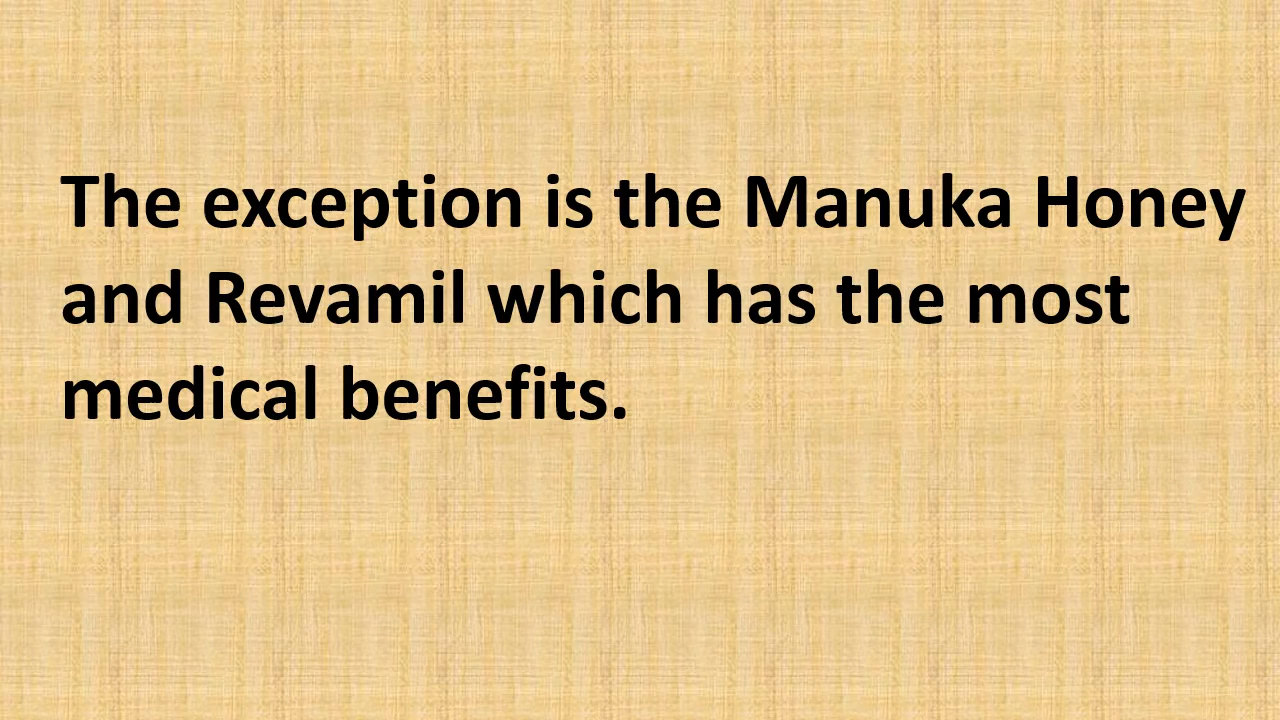 The exception is the Manuka Honey
and Revamil which has the most
medical benefits.